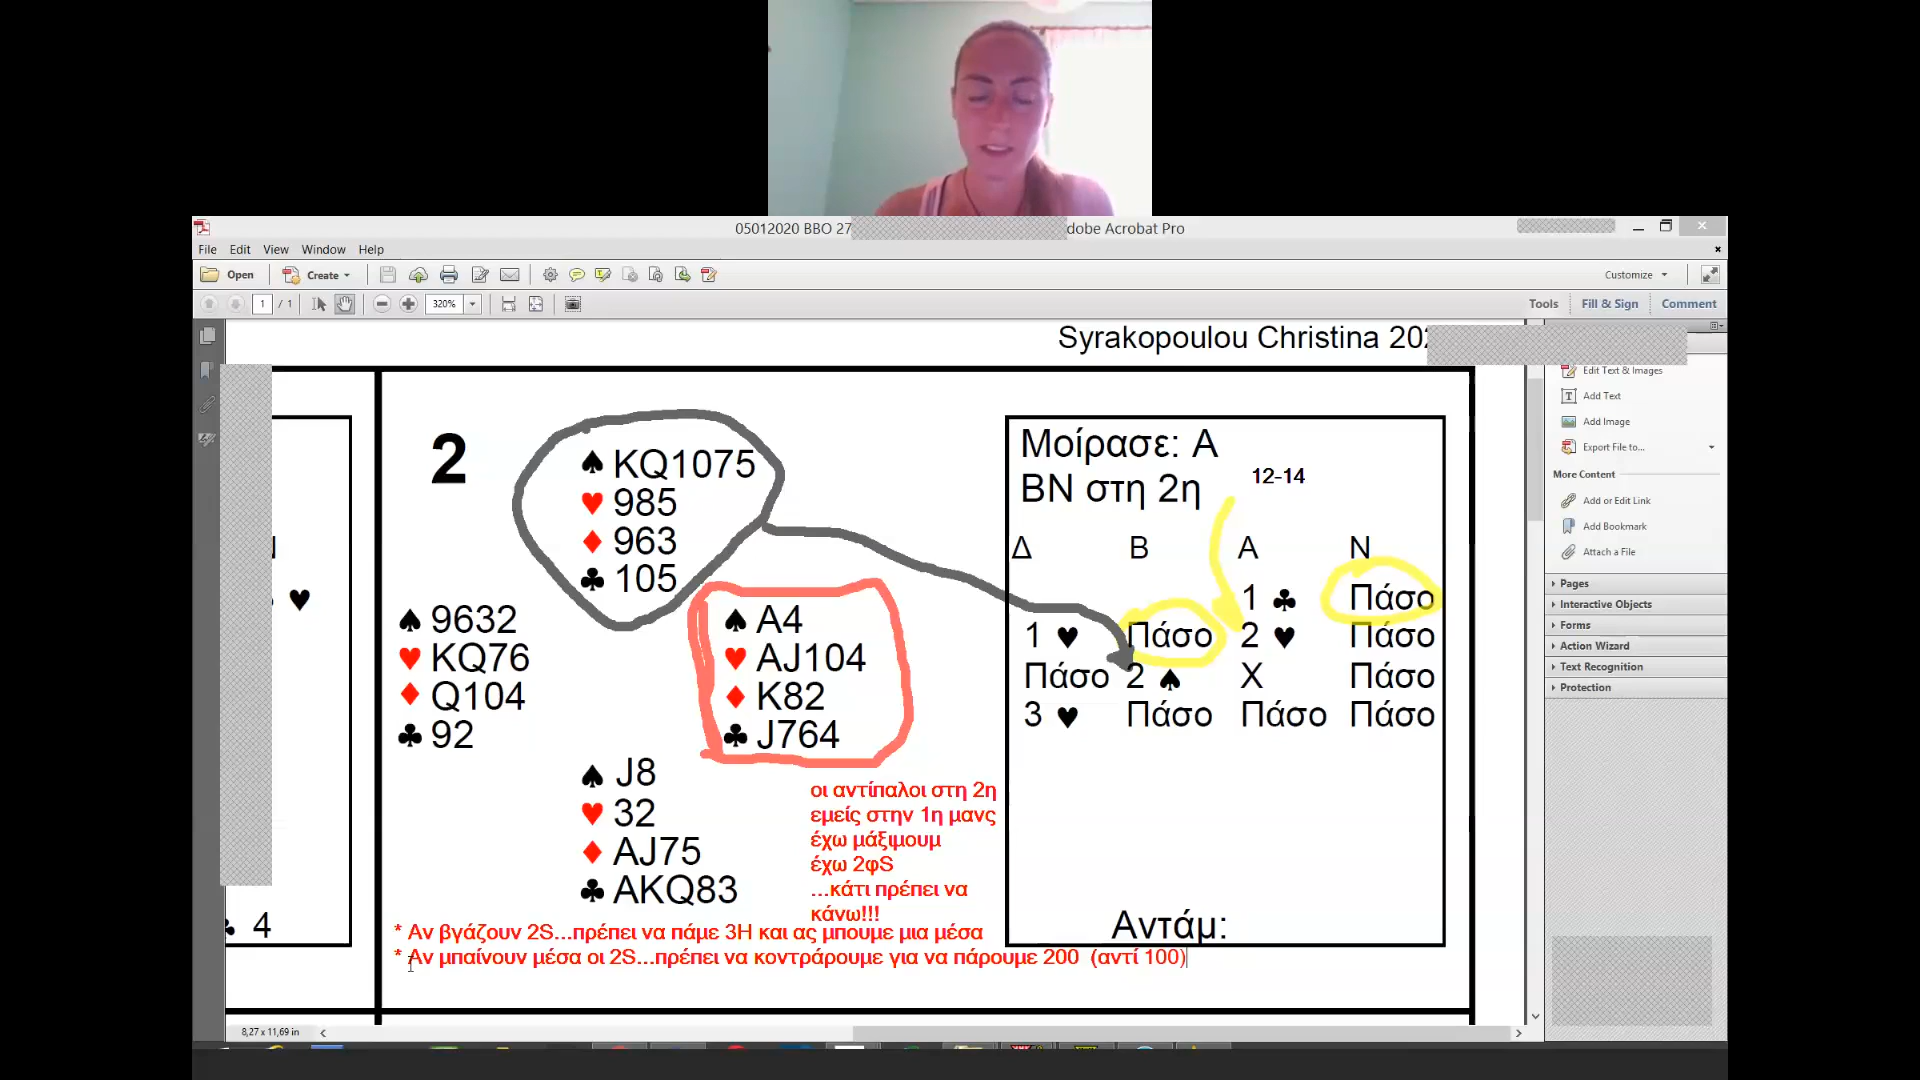 05012020 BBO 27
dobe Acrobat Pro
File Edit View Window Help
Open Create Customize
1 / 1 320% Tools Fill & Sign Comment
Syrakopoulou Christina 202
Edit Text & Images
Add Text
Add Image
Export File to...
More Content
Add or Edit Link
Add Bookmark
Attach a File
Pages
Interactive Objects
Forms
Action Wizard
Text Recognition
Protection
♥
♣ 4
2
♠ KQ1075
♥ 985
♦ 963
♣ 105
♠ 9632
♥ KQ76
♦ Q104
♣ 92
♠ A4
♥ AJ104
♦ K82
♣ J764
♠ J8
♥ 32
♦ AJ75
♣ AKQ83
οι αντίπαλοι στη 2η
εμείς στην 1η μανς
έχω μάξιμουμ
έχω 2φS
...κάτι πρέπει να
κάνω!!!
* Αν βγάζουν 2S...πρέπει να πάμε 3H και ας μπουμε μια μέσα
* Αν μπαίνουν μέσα οι 2S...πρέπει να κοντράρουμε για να πάρουμε 200 (αντί 100)
Μοίρασε: Α
ΒΝ στη 2η
12-14
Δ Β Α Ν
1 ♣ Πάσο
1 ♥ Πάσο 2 ♥ Πάσο
Πάσο 2 ♠ X Πάσο
3 ♥ Πάσο Πάσο Πάσο
Αντάμ:
8,27 x 11,69 in